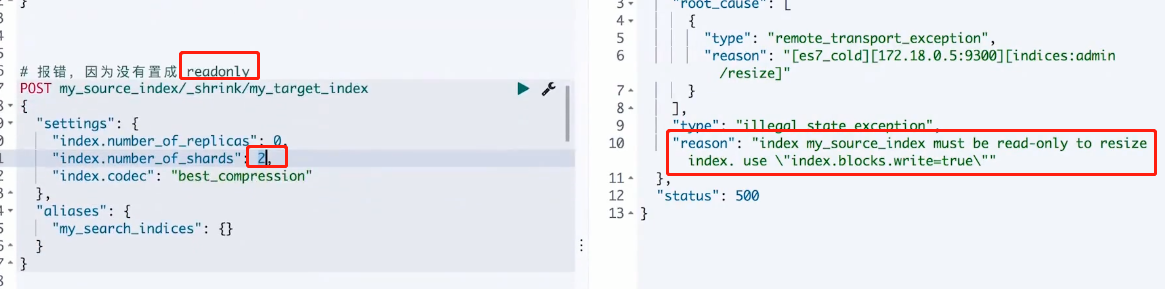 }
# 报错，因为没有置成 readonly
POST my_source_index/_shrink/my_target_index
{
"settings": {
"index.number_of_replicas": 0,
"index.number_of_shards": 2,
"index.codec": "best_compression"
},
"aliases": {
"my_search_indices": {}
}
}
3 "root_cause": [
4 {
5 "type": "remote_transport_exception",
6 "reason": "[es7_cold][172.18.0.5:9300][indices:admin
/resize]"
7 }
8 ],
9 "type": "illegal_state_exception",
10 "reason": "index my_source_index must be read-only to resize
index. use \"index.blocks.write=true\""
11 },
12 "status": 500
13 }